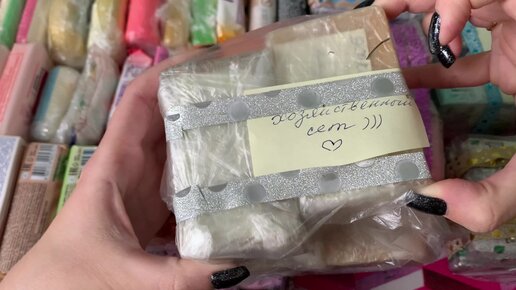 хозяйственный
сет )))
♡